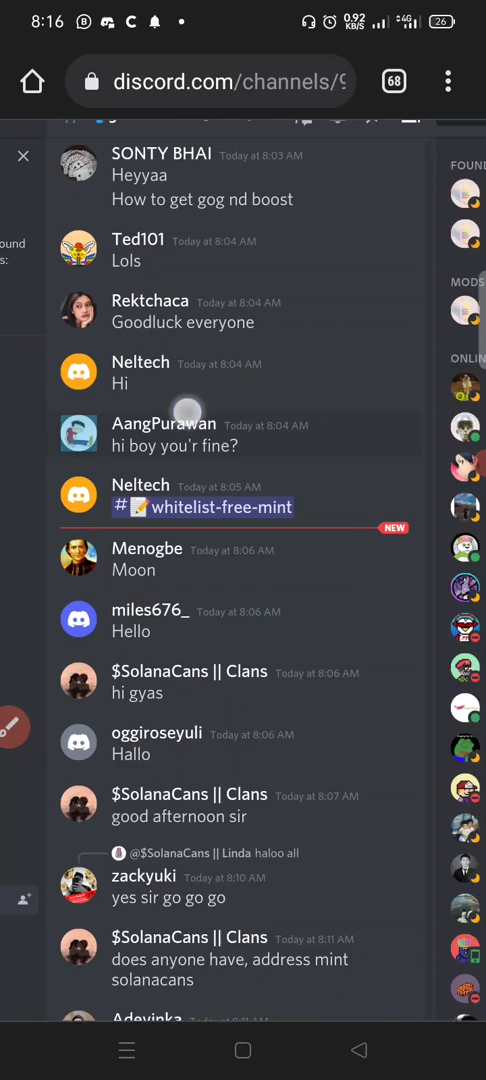 8:16
0.92
KB/S
4G
26
discord.com/channels/9
68
SONTY BHAI Today at 8:03 AM
Heyyaa
How to get gog nd boost
FOUND
ound
s:
Ted101 Today at 8:04 AM
Lols
MODS
Rektchaca Today at 8:04 AM
Goodluck everyone
Neltech Today at 8:04 AM
Hi
ONLIN
AangPurawan Today at 8:04 AM
hi boy you'r fine?
Neltech Today at 8:05 AM
#📝whitelist-free-mint
NEW
Menogbe Today at 8:06 AM
Moon
miles676_ Today at 8:06 AM
Hello
$SolanaCans || Clans Today at 8:06 AM
hi gyas
oggiroseyuli Today at 8:06 AM
Hallo
$SolanaCans || Clans Today at 8:07 AM
good afternoon sir
@$SolanaCans || Linda haloo all
zackyuki Today at 8:10 AM
yes sir go go go
$SolanaCans || Clans Today at 8:11 AM
does anyone have, address mint
solanacans
Adeyinka Today at 8:11 AM